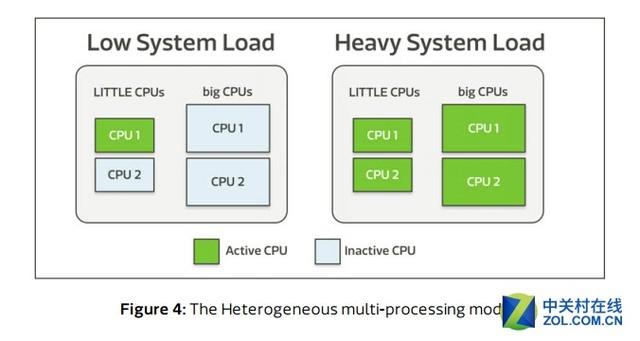 Low System Load
Heavy System Load
LITTLE CPUs
big CPUs
CPU 1
CPU 1
CPU 2
CPU 2
LITTLE CPUs
big CPUs
CPU 1
CPU 1
CPU 2
CPU 2
Active CPU
Inactive CPU
Figure 4: The Heterogeneous multi-processing mod
中关村在线
ZOL.COM.CN